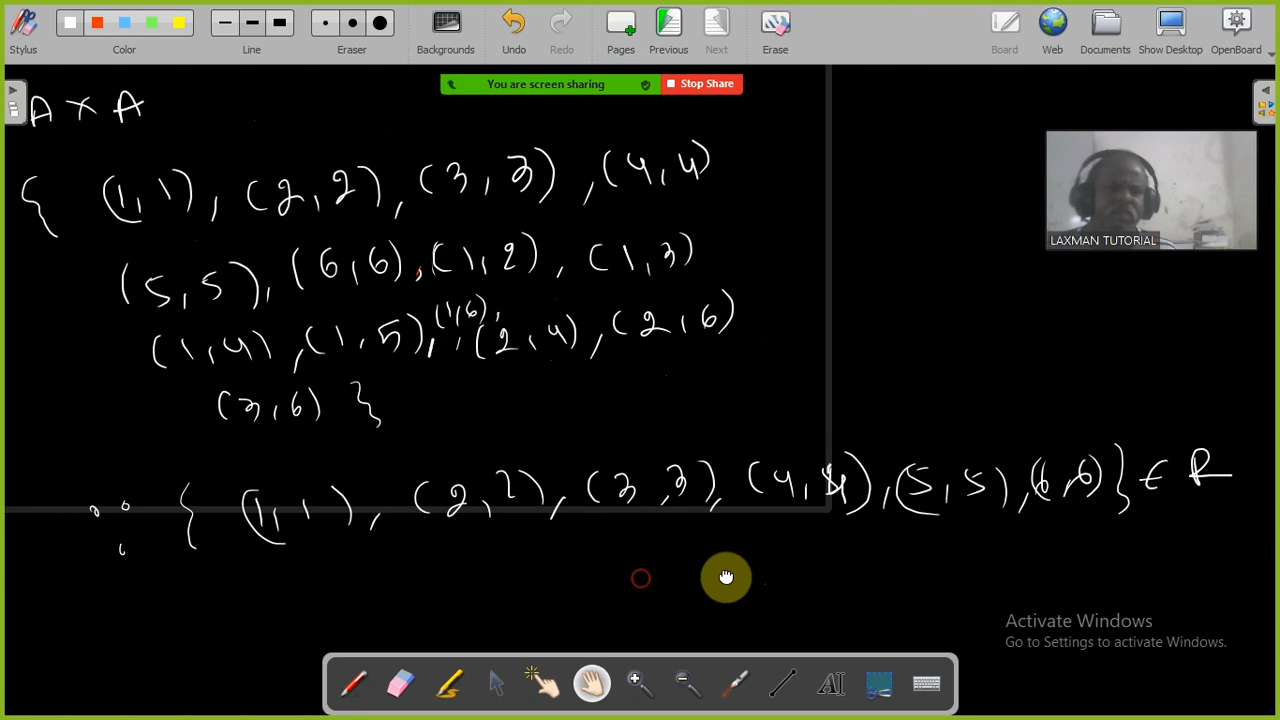 Stylus Color Line Eraser Backgrounds Undo Redo Pages Previous Next Erase Board Web Documents Show Desktop OpenBoard
You are screen sharing Stop Share
A × A
{ (1,1), (2,2), (3,3), (4,4)
LAXMAN TUTORIAL
(5,5), (6,6), (1,2), (1,3)
(1,4), (1,5), (1,6), (2,4), (2,6)
(3,6) }
∴ { (1,1), (2,2), (3,3), (4,4), (5,5), (6,6) } ∈ R
Activate Windows
Go to Settings to activate Windows.
AI